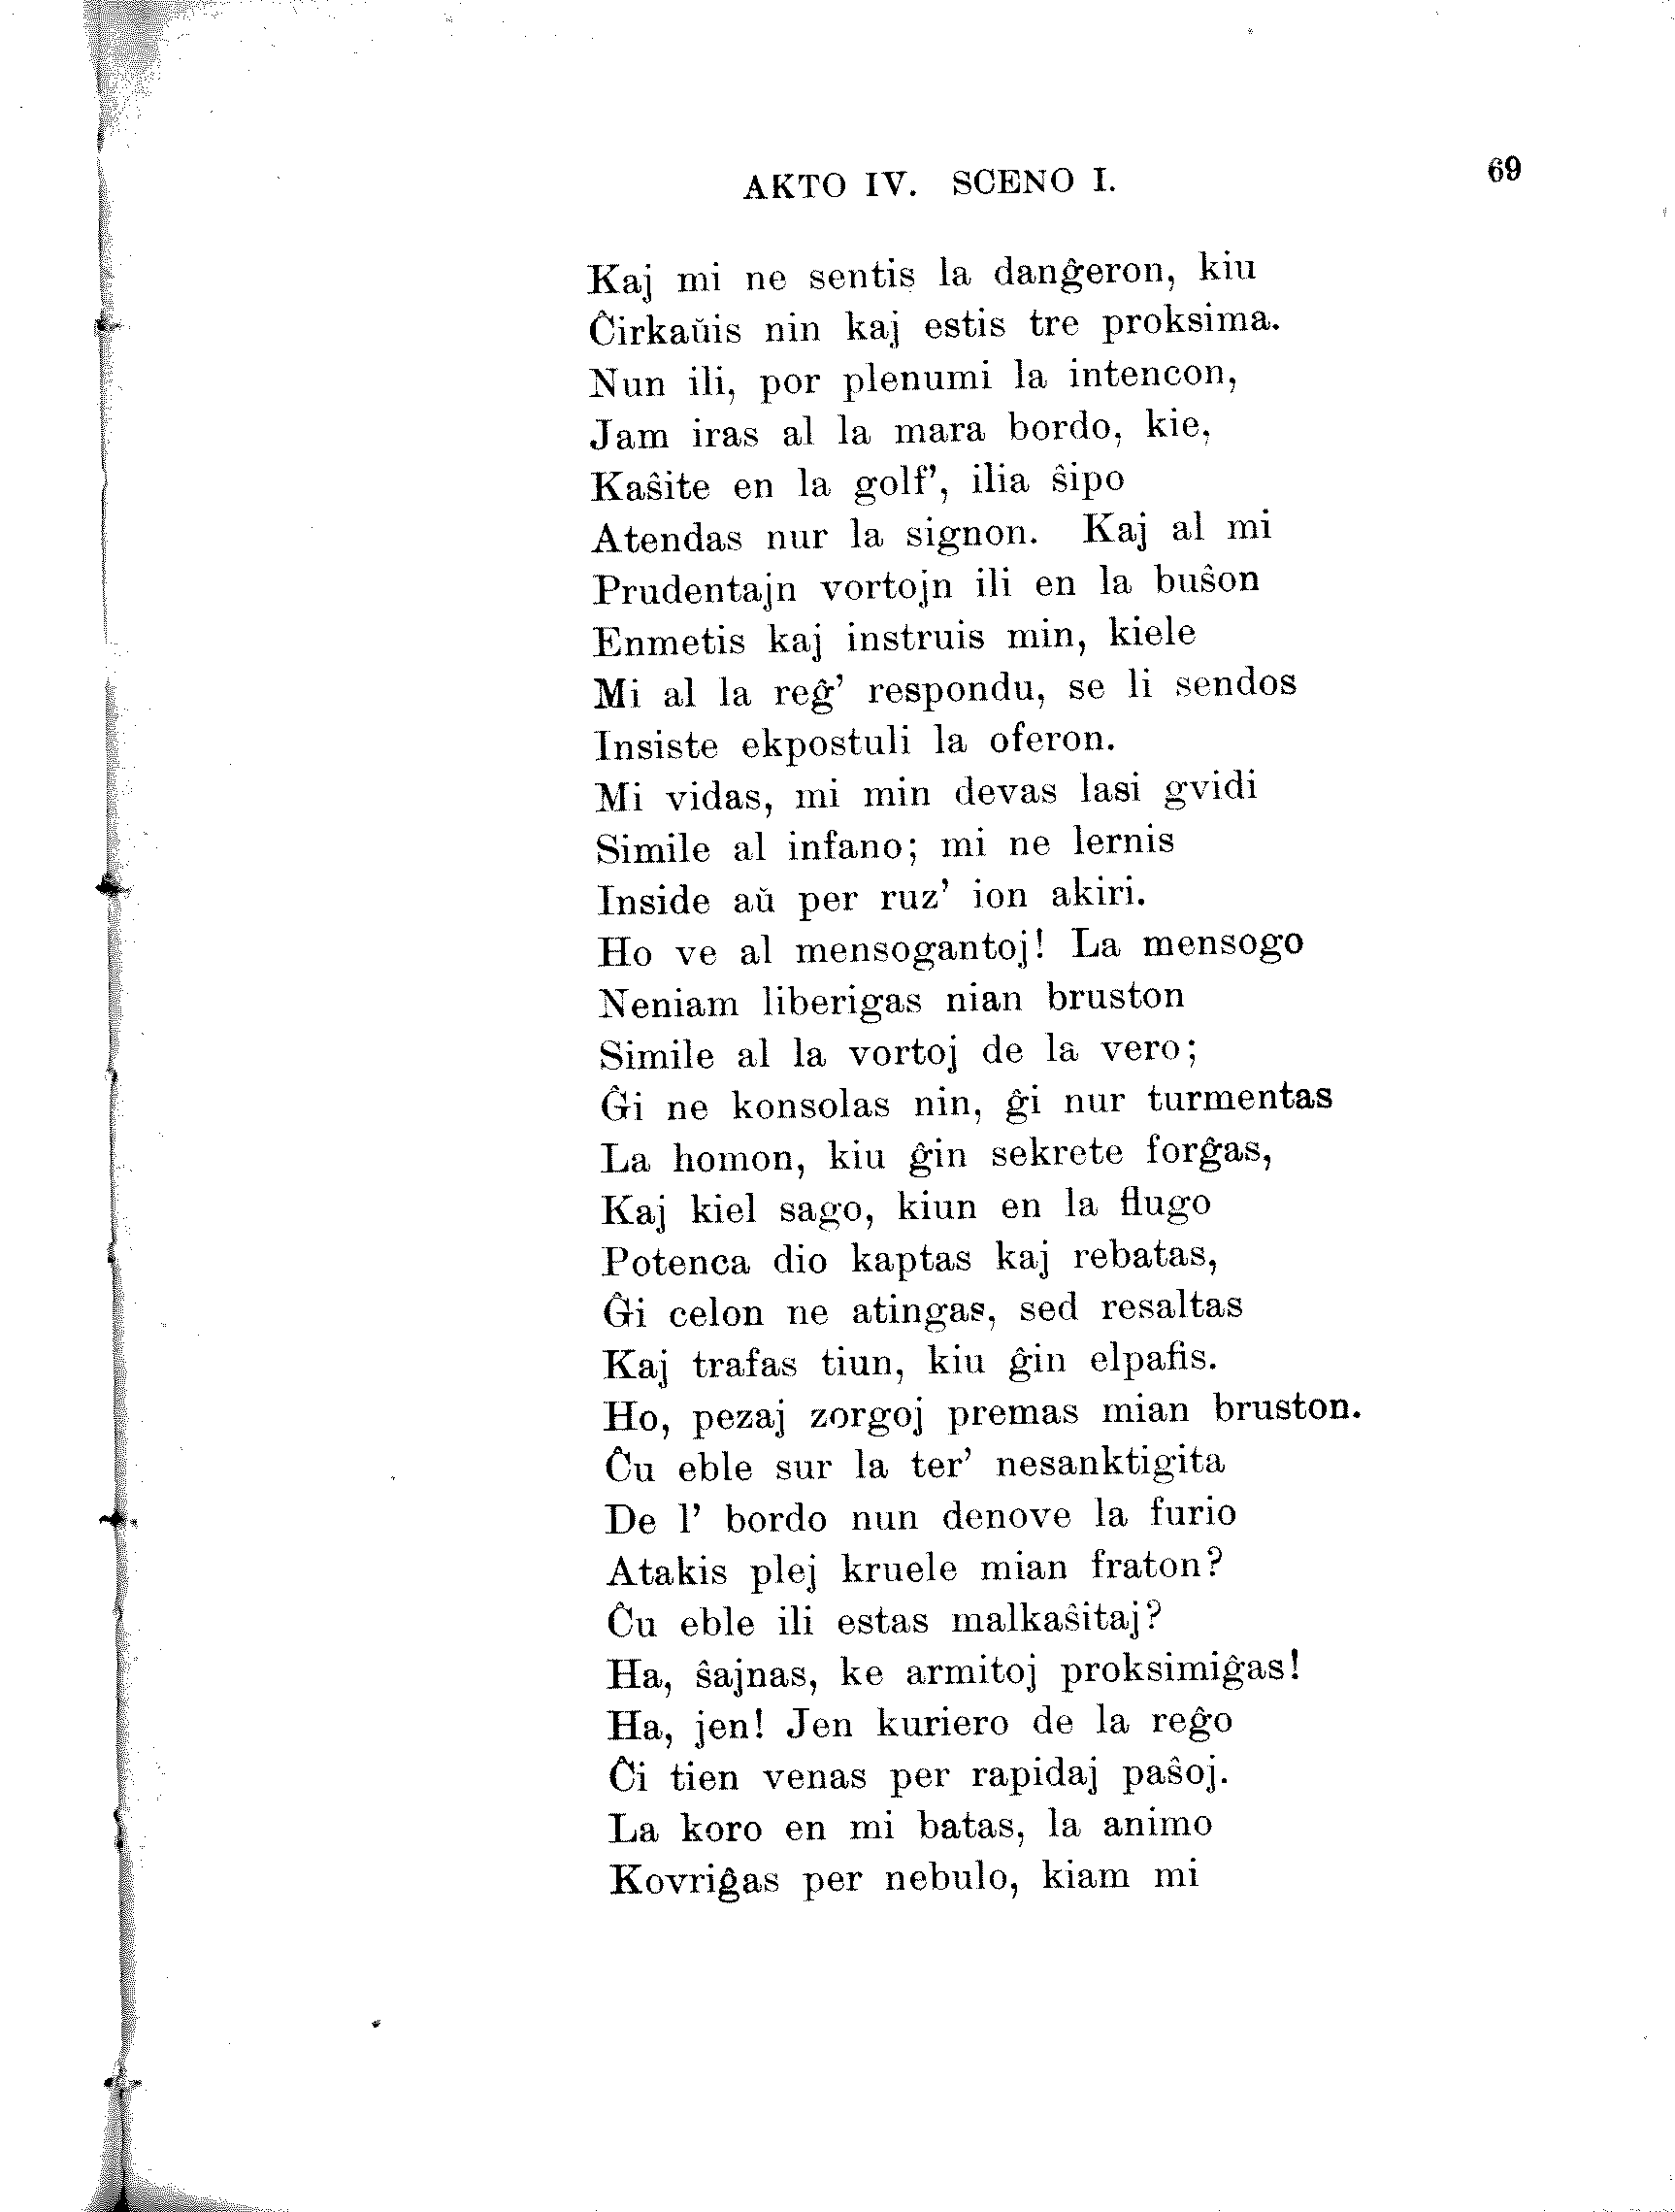 AKTO IV. SCENO I. 69
Kaj mi ne sentis la danĝeron, kiu
Ĉirkaŭis nin kaj estis tre proksima.
Nun ili, por plenumi la intencon,
Jam iras al la mara bordo, kie,
Kaŝite en la golf’, ilia ŝipo
Atendas nur la signon. Kaj al mi
Prudentajn vortojn ili en la buŝon
Enmetis kaj instruis min, kiele
Mi al la reĝ’ respondu, se li sendos
Insiste ekpostuli la oferon.
Mi vidas, mi min devas lasi gvidi
Simile al infano; mi ne lernis
Inside aŭ per ruz’ ion akiri.
Ho ve al mensogantoj! La mensogo
Neniam liberigas nian bruston
Simile al la vortoj de la vero;
Ĝi ne konsolas nin, ĝi nur turmentas
La homon, kiu ĝin sekrete forĝas,
Kaj kiel sago, kiun en la flugo
Potenca dio kaptas kaj rebatas,
Ĝi celon ne atingas, sed resaltas
Kaj trafas tiun, kiu ĝin elpafis.
Ho, pezaj zorgoj premas mian bruston.
Ĉu eble sur la ter’ nesanktigita
De l’ bordo nun denove la furio
Atakis plej kruele mian fraton?
Ĉu eble ili estas malkaŝitaj?
Ha, ŝajnas, ke armitoj proksimiĝas!
Ha, jen! Jen kuriero de la reĝo
Ĉi tien venas per rapidaj paŝoj.
La koro en mi batas, la animo
Kovriĝas per nebulo, kiam mi